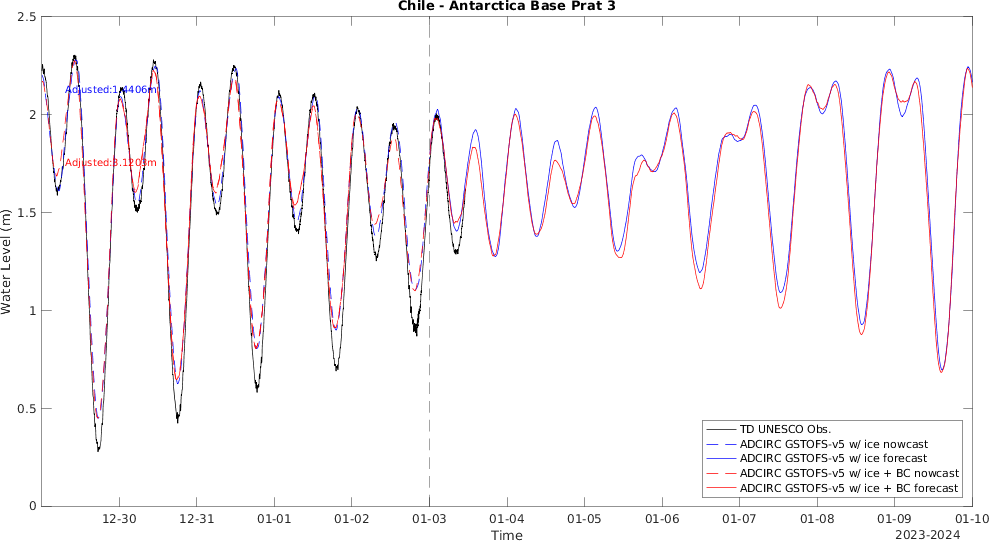 Chile - Antarctica Base Prat 3
2.5
2
1.5
1
0.5
0
Water Level (m)
Adjusted:1.4406m
Adjusted:3.1203m
TD UNESCO Obs.
ADCIRC GSTOFS-v5 w/ ice nowcast
ADCIRC GSTOFS-v5 w/ ice forecast
ADCIRC GSTOFS-v5 w/ ice + BC nowcast
ADCIRC GSTOFS-v5 w/ ice + BC forecast
12-30 12-31 01-01 01-02 01-03 01-04 01-05 01-06 01-07 01-08 01-09 01-10
Time
2023-2024